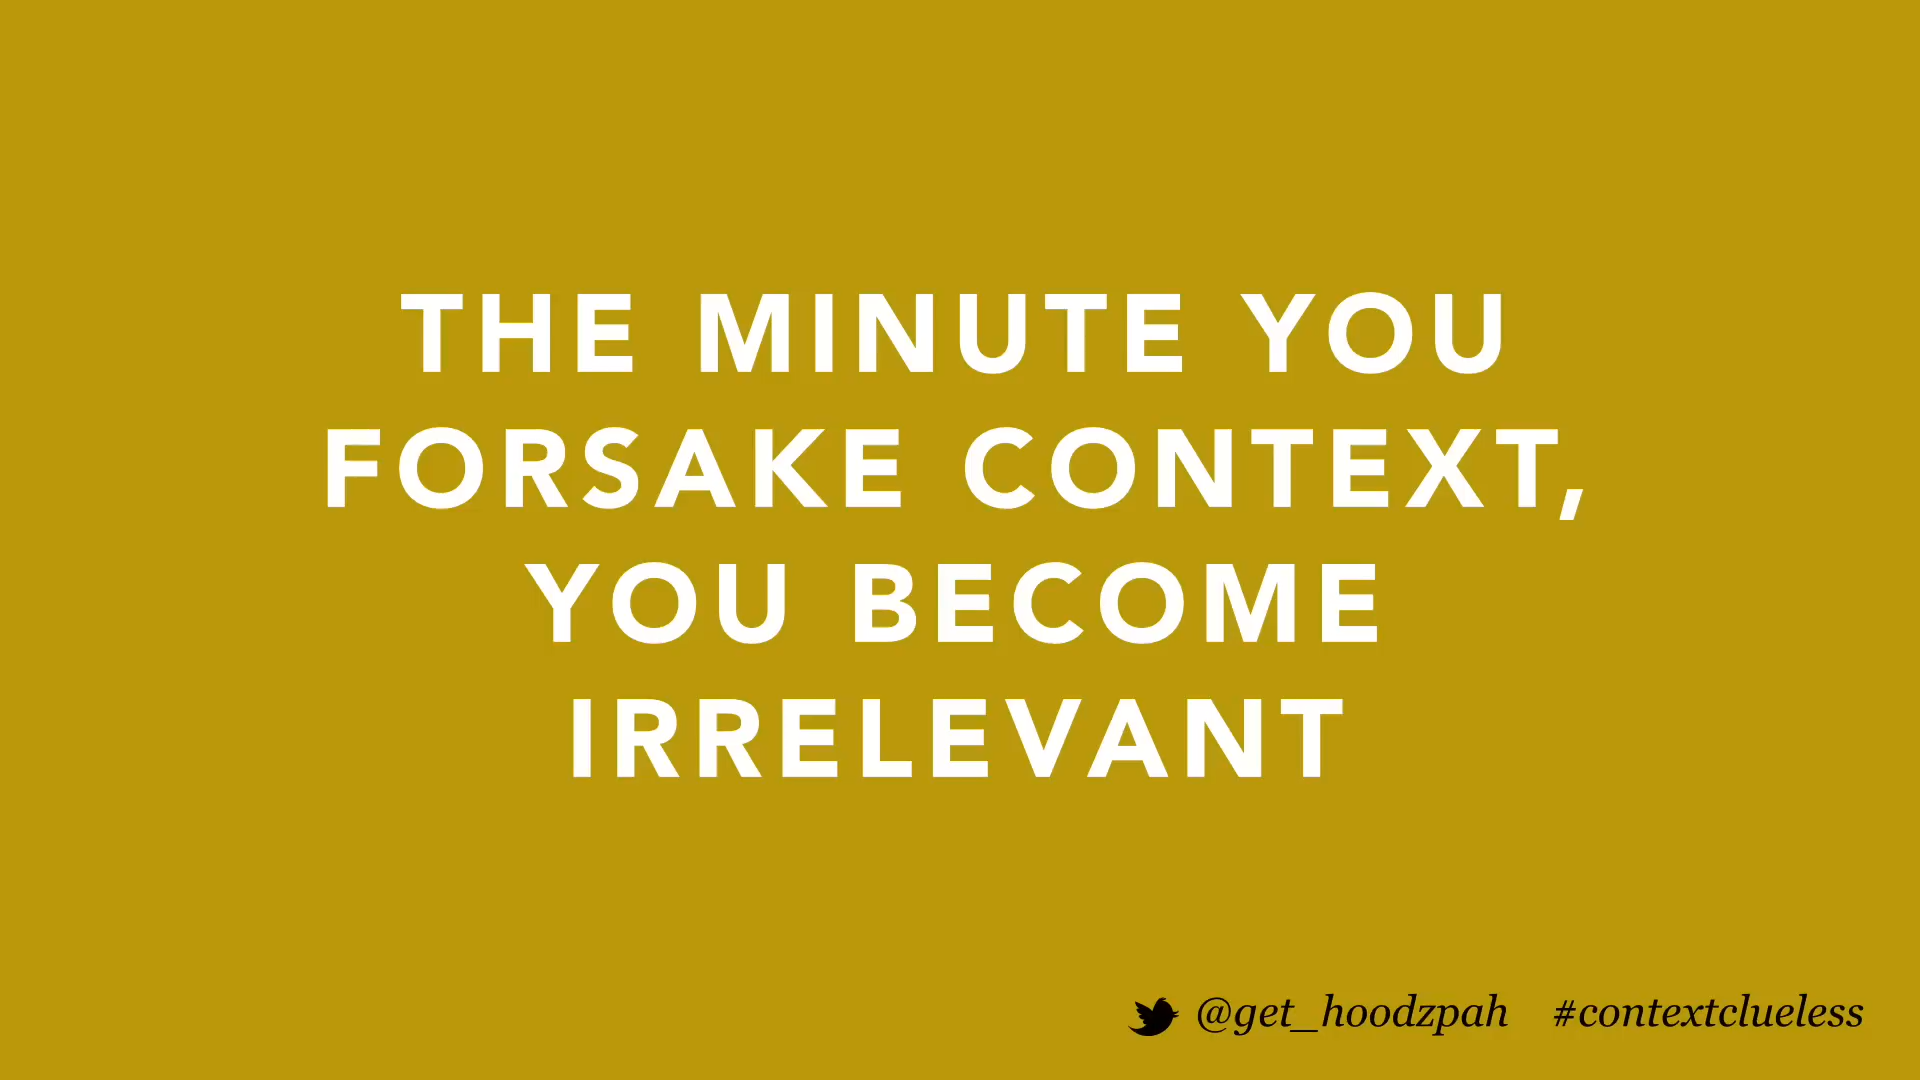 THE MINUTE YOU
FORSAKE CONTEXT,
YOU BECOME
IRRELEVANT
@get_hoodzpah #contextclueless